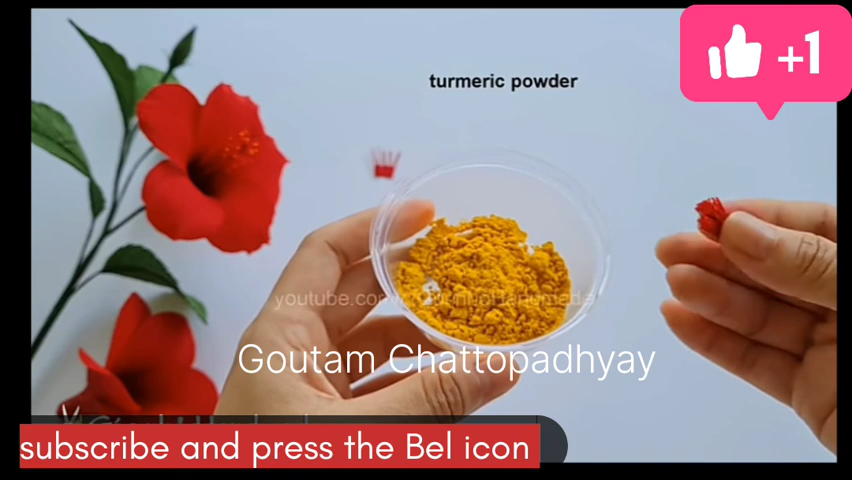 +1
turmeric powder
Goutam Chattopadhyay
subscribe and press the Bel icon